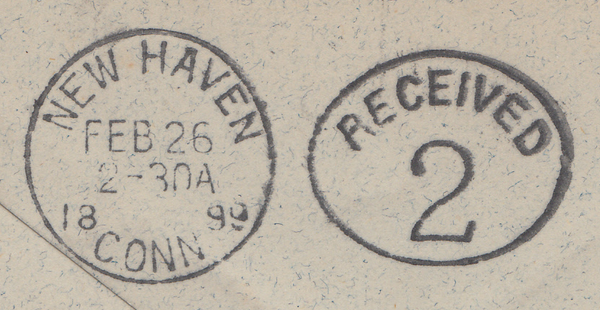 NEW HAVEN
FEB 26
2-30A
18 99
CONN
RECEIVED
2